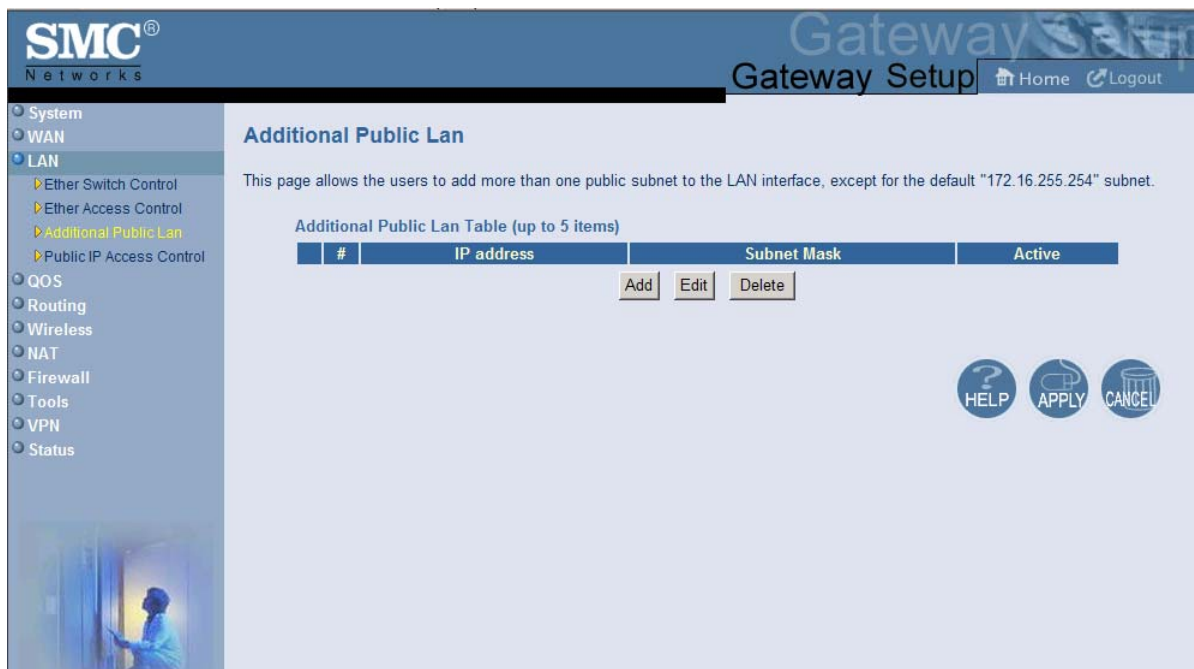 SMC®
Networks
Gateway Setup
Gateway Setup
Home
Logout
System
WAN
LAN
Ether Switch Control
Ether Access Control
Additional Public Lan
Public IP Access Control
QOS
Routing
Wireless
NAT
Firewall
Tools
VPN
Status
Additional Public Lan
This page allows the users to add more than one public subnet to the LAN interface, except for the default "172.16.255.254" subnet.
Additional Public Lan Table (up to 5 items)
# IP address Subnet Mask Active
Add Edit Delete
HELP APPLY CANCEL